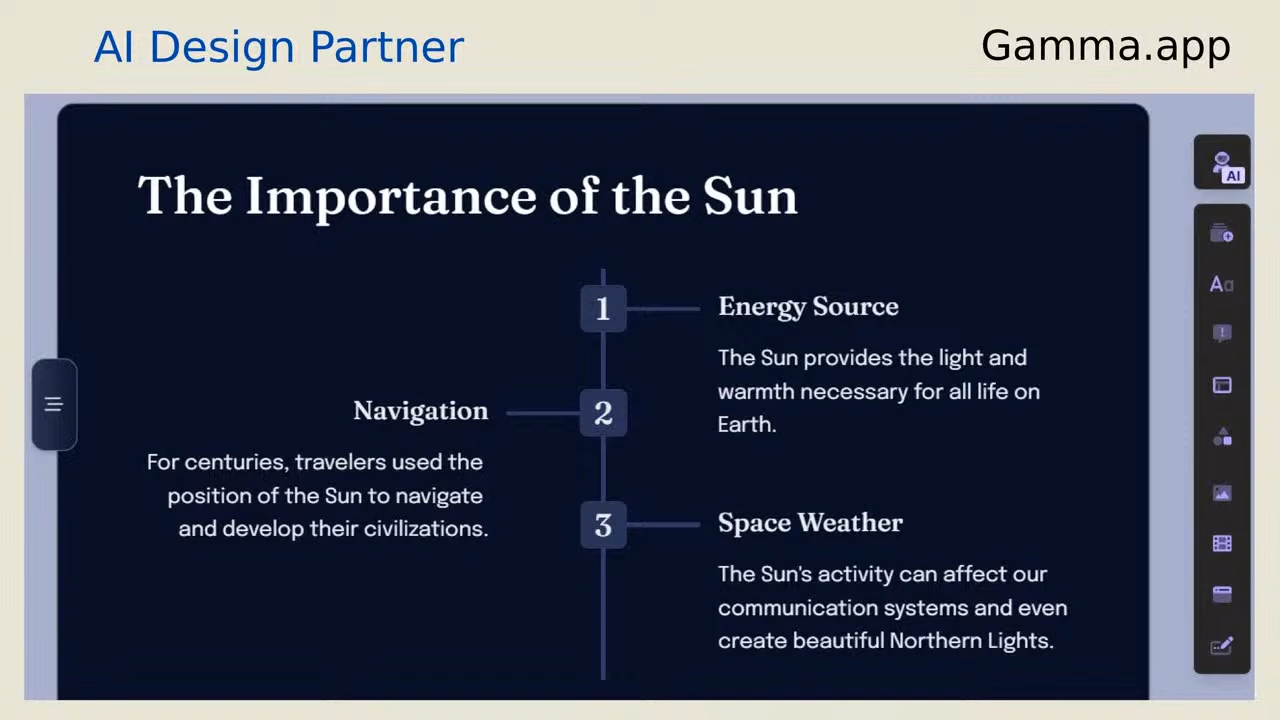 AI Design Partner
Gamma.app
AI
The Importance of the Sun
Aa
1
Energy Source
The Sun provides the light and
warmth necessary for all life on
Earth.
2
Navigation
For centuries, travelers used the
position of the Sun to navigate
and develop their civilizations.
3
Space Weather
The Sun's activity can affect our
communication systems and even
create beautiful Northern Lights.